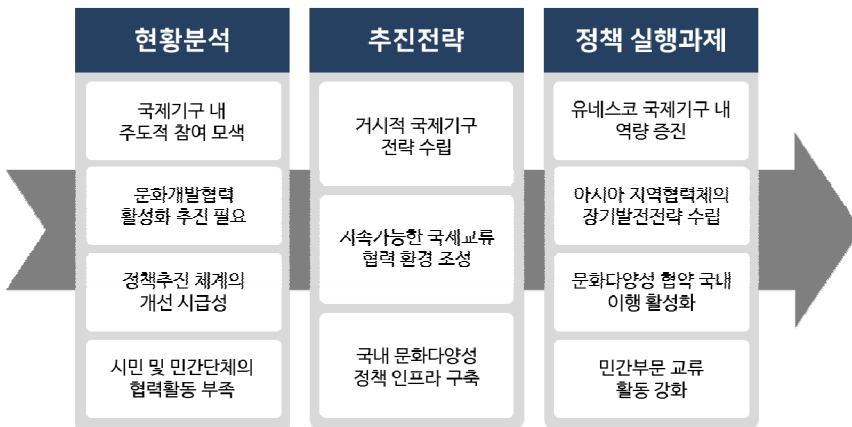 현황분석
국제기구 내
주도적 참여 모색
문화개발협력
활성화 추진 필요
정책추진 체계의
개선 시급성
시민 및 민간단체의
협력활동 부족
추진전략
거시적 국제기구
전략 수립
지속가능한 국제교류
협력 환경 조성
국내 문화다양성
정책 인프라 구축
정책 실행과제
유네스코 국제기구 내
역량 증진
아시아 지역협력체의
장기발전전략 수립
문화다양성 협약 국내
이행 활성화
민간부문 교류
활동 강화